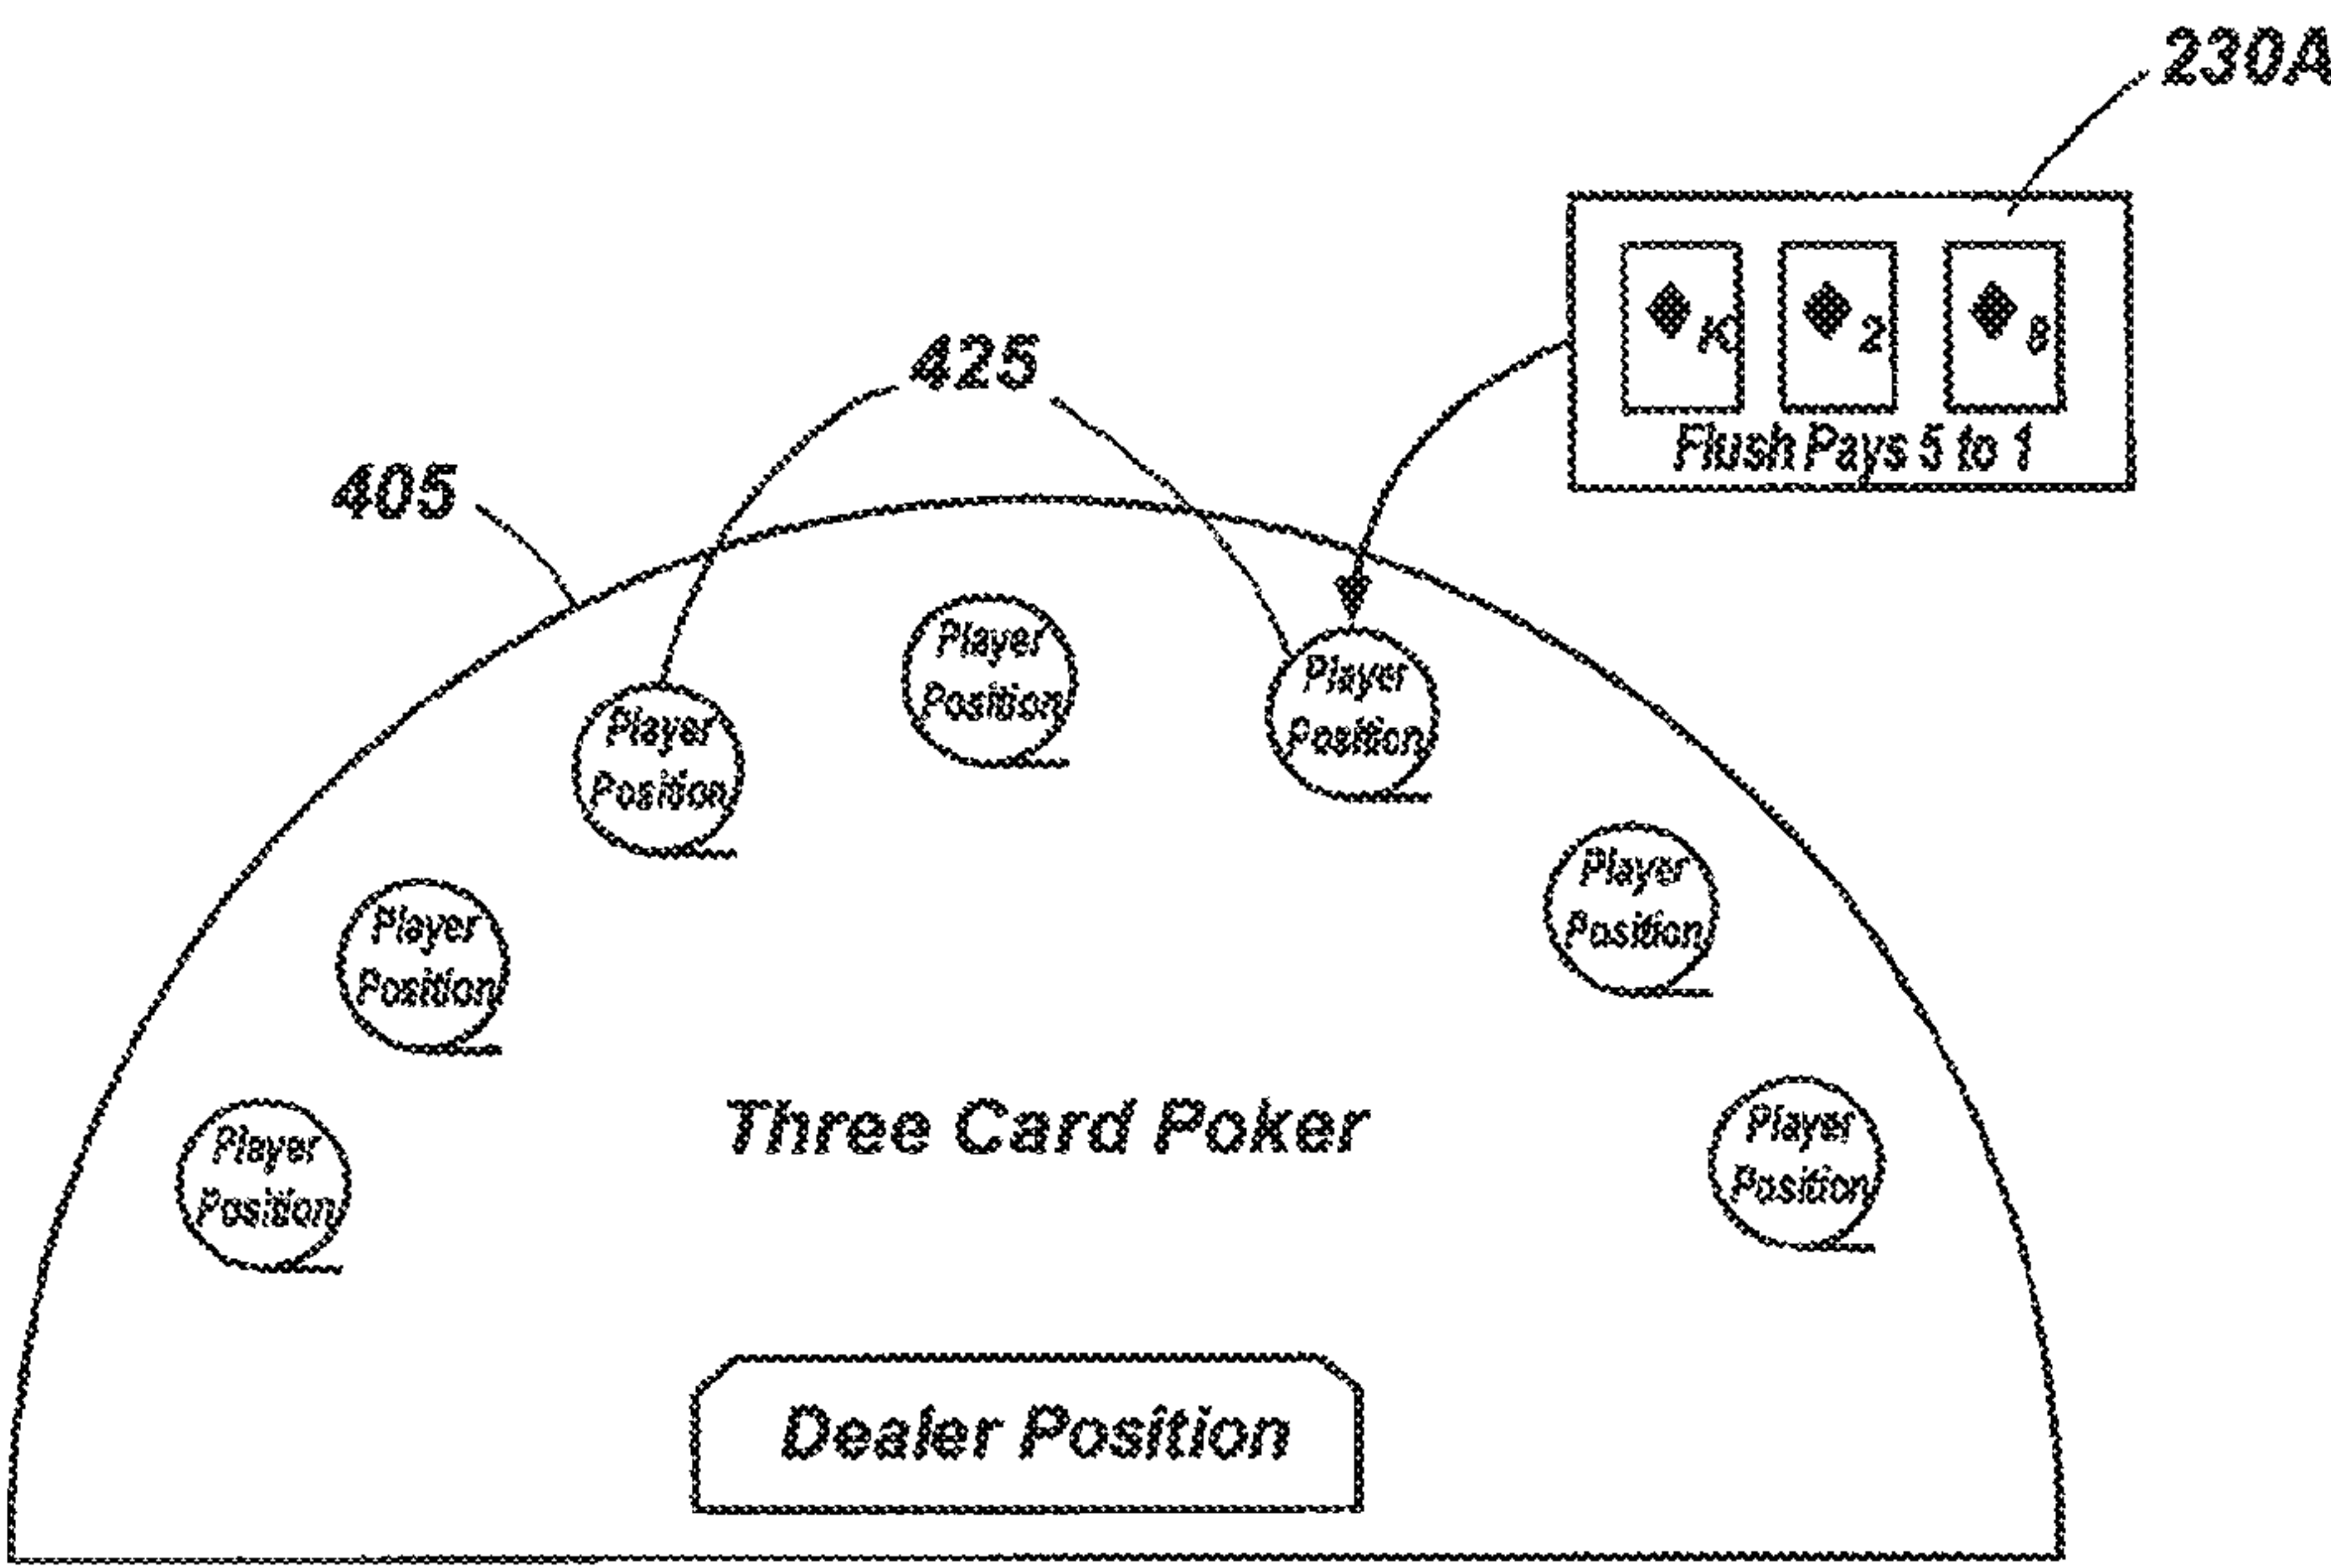 230A
K 2 8
Flush Pays 5 to 1
425
405
Player
Position
Player
Position
Player
Position
Player
Position
Player
Position
Player
Position
Player
Position
Three Card Poker
Dealer Position